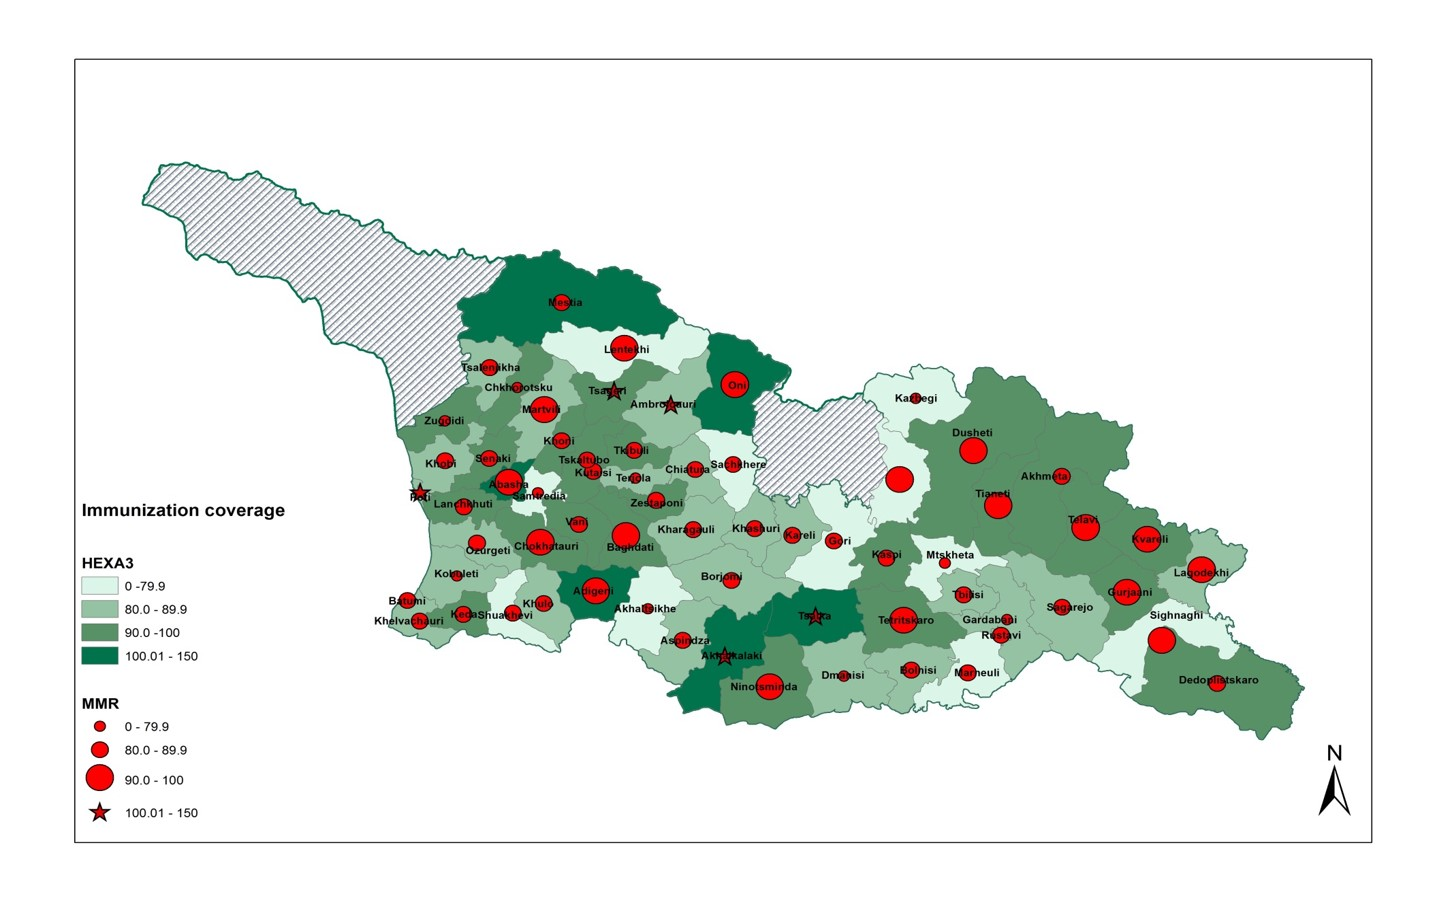 Mestia
Lentekhi
Tsalenjikha
Chkhorotsku
Oni
Tsageri
Ambrolauri
Kazbegi
Martvili
Zugdidi
Dusheti
Khoni
Tkibuli
Khobi
Senaki
Tskaltubo
Kutaisi
Chiatura
Sachkhere
Terjola
Akhmeta
Abasha
Samtredia
Poti
Tianeti
Lanchkhuti
Zestaponi
Vani
Kharagauli
Khashuri
Kareli
Gori
Telavi
Kvareli
Ozurgeti
Chokhatauri
Baghdati
Kaspi
Mtskheta
Kobuleti
Borjomi
Lagodekhi
Adigeni
Tbilisi
Gurjaani
Batumi
Khulo
Akhaltsikhe
Sagarejo
Keda
Shuakhevi
Khelvachauri
Tsalka
Tetritskaro
Gardabani
Sighnaghi
Rustavi
Aspindza
Akhalkalaki
Dmanisi
Bolnisi
Marneuli
Ninotsminda
Dedoplistskaro
Immunization coverage
HEXA3
0 -79.9
80.0 - 89.9
90.0 -100
100.01 - 150
MMR
0 - 79.9
80.0 - 89.9
90.0 - 100
100.01 - 150
N